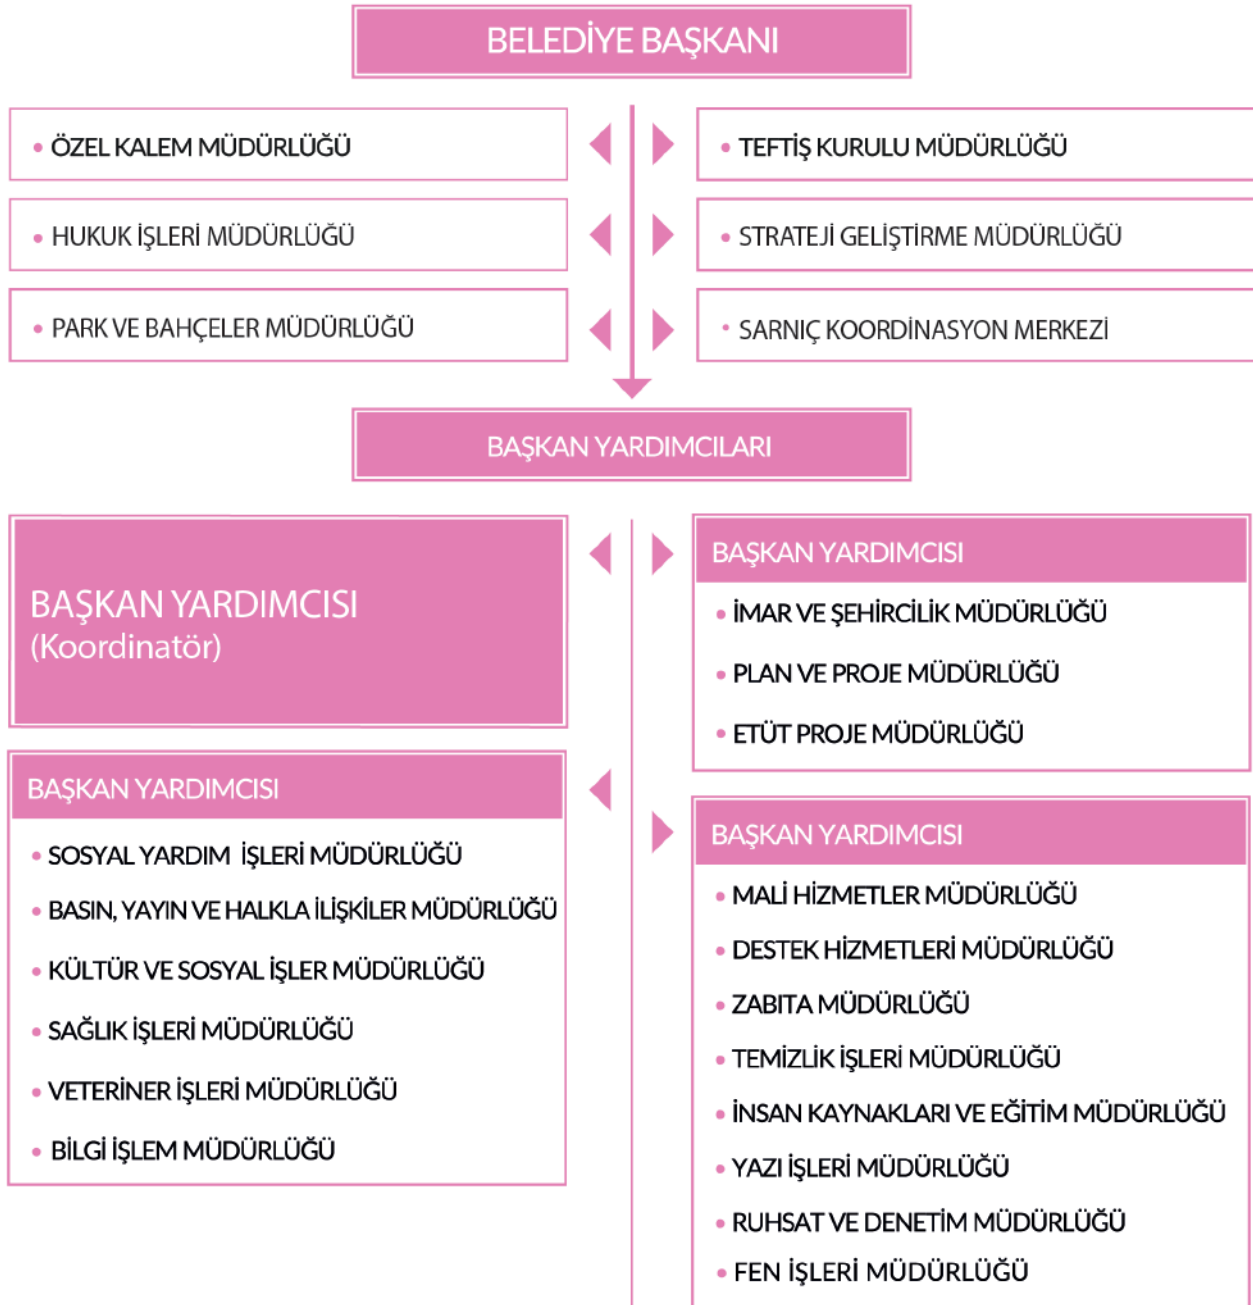 BELEDİYE BAŞKANI
• ÖZEL KALEM MÜDÜRLÜĞÜ
• TEFTİŞ KURULU MÜDÜRLÜĞÜ
• HUKUK İŞLERİ MÜDÜRLÜĞÜ
• STRATEJİ GELİŞTİRME MÜDÜRLÜĞÜ
• PARK VE BAHÇELER MÜDÜRLÜĞÜ
• SARNIÇ KOORDİNASYON MERKEZİ
BAŞKAN YARDIMCILARI
BAŞKAN YARDIMCISI
(Koordinatör)
BAŞKAN YARDIMCISI
• İMAR VE ŞEHİRCİLİK MÜDÜRLÜĞÜ
• PLAN VE PROJE MÜDÜRLÜĞÜ
• ETÜT PROJE MÜDÜRLÜĞÜ
BAŞKAN YARDIMCISI
• SOSYAL YARDIM İŞLERİ MÜDÜRLÜĞÜ
• BASIN, YAYIN VE HALKLA İLİŞKİLER MÜDÜRLÜĞÜ
• KÜLTÜR VE SOSYAL İŞLER MÜDÜRLÜĞÜ
• SAĞLIK İŞLERİ MÜDÜRLÜĞÜ
• VETERİNER İŞLERİ MÜDÜRLÜĞÜ
• BİLGİ İŞLEM MÜDÜRLÜĞÜ
BAŞKAN YARDIMCISI
• MALİ HİZMETLER MÜDÜRLÜĞÜ
• DESTEK HİZMETLERİ MÜDÜRLÜĞÜ
• ZABITA MÜDÜRLÜĞÜ
• TEMİZLİK İŞLERİ MÜDÜRLÜĞÜ
• İNSAN KAYNAKLARI VE EĞİTİM MÜDÜRLÜĞÜ
• YAZI İŞLERİ MÜDÜRLÜĞÜ
• RUHSAT VE DENETİM MÜDÜRLÜĞÜ
• FEN İŞLERİ MÜDÜRLÜĞÜ